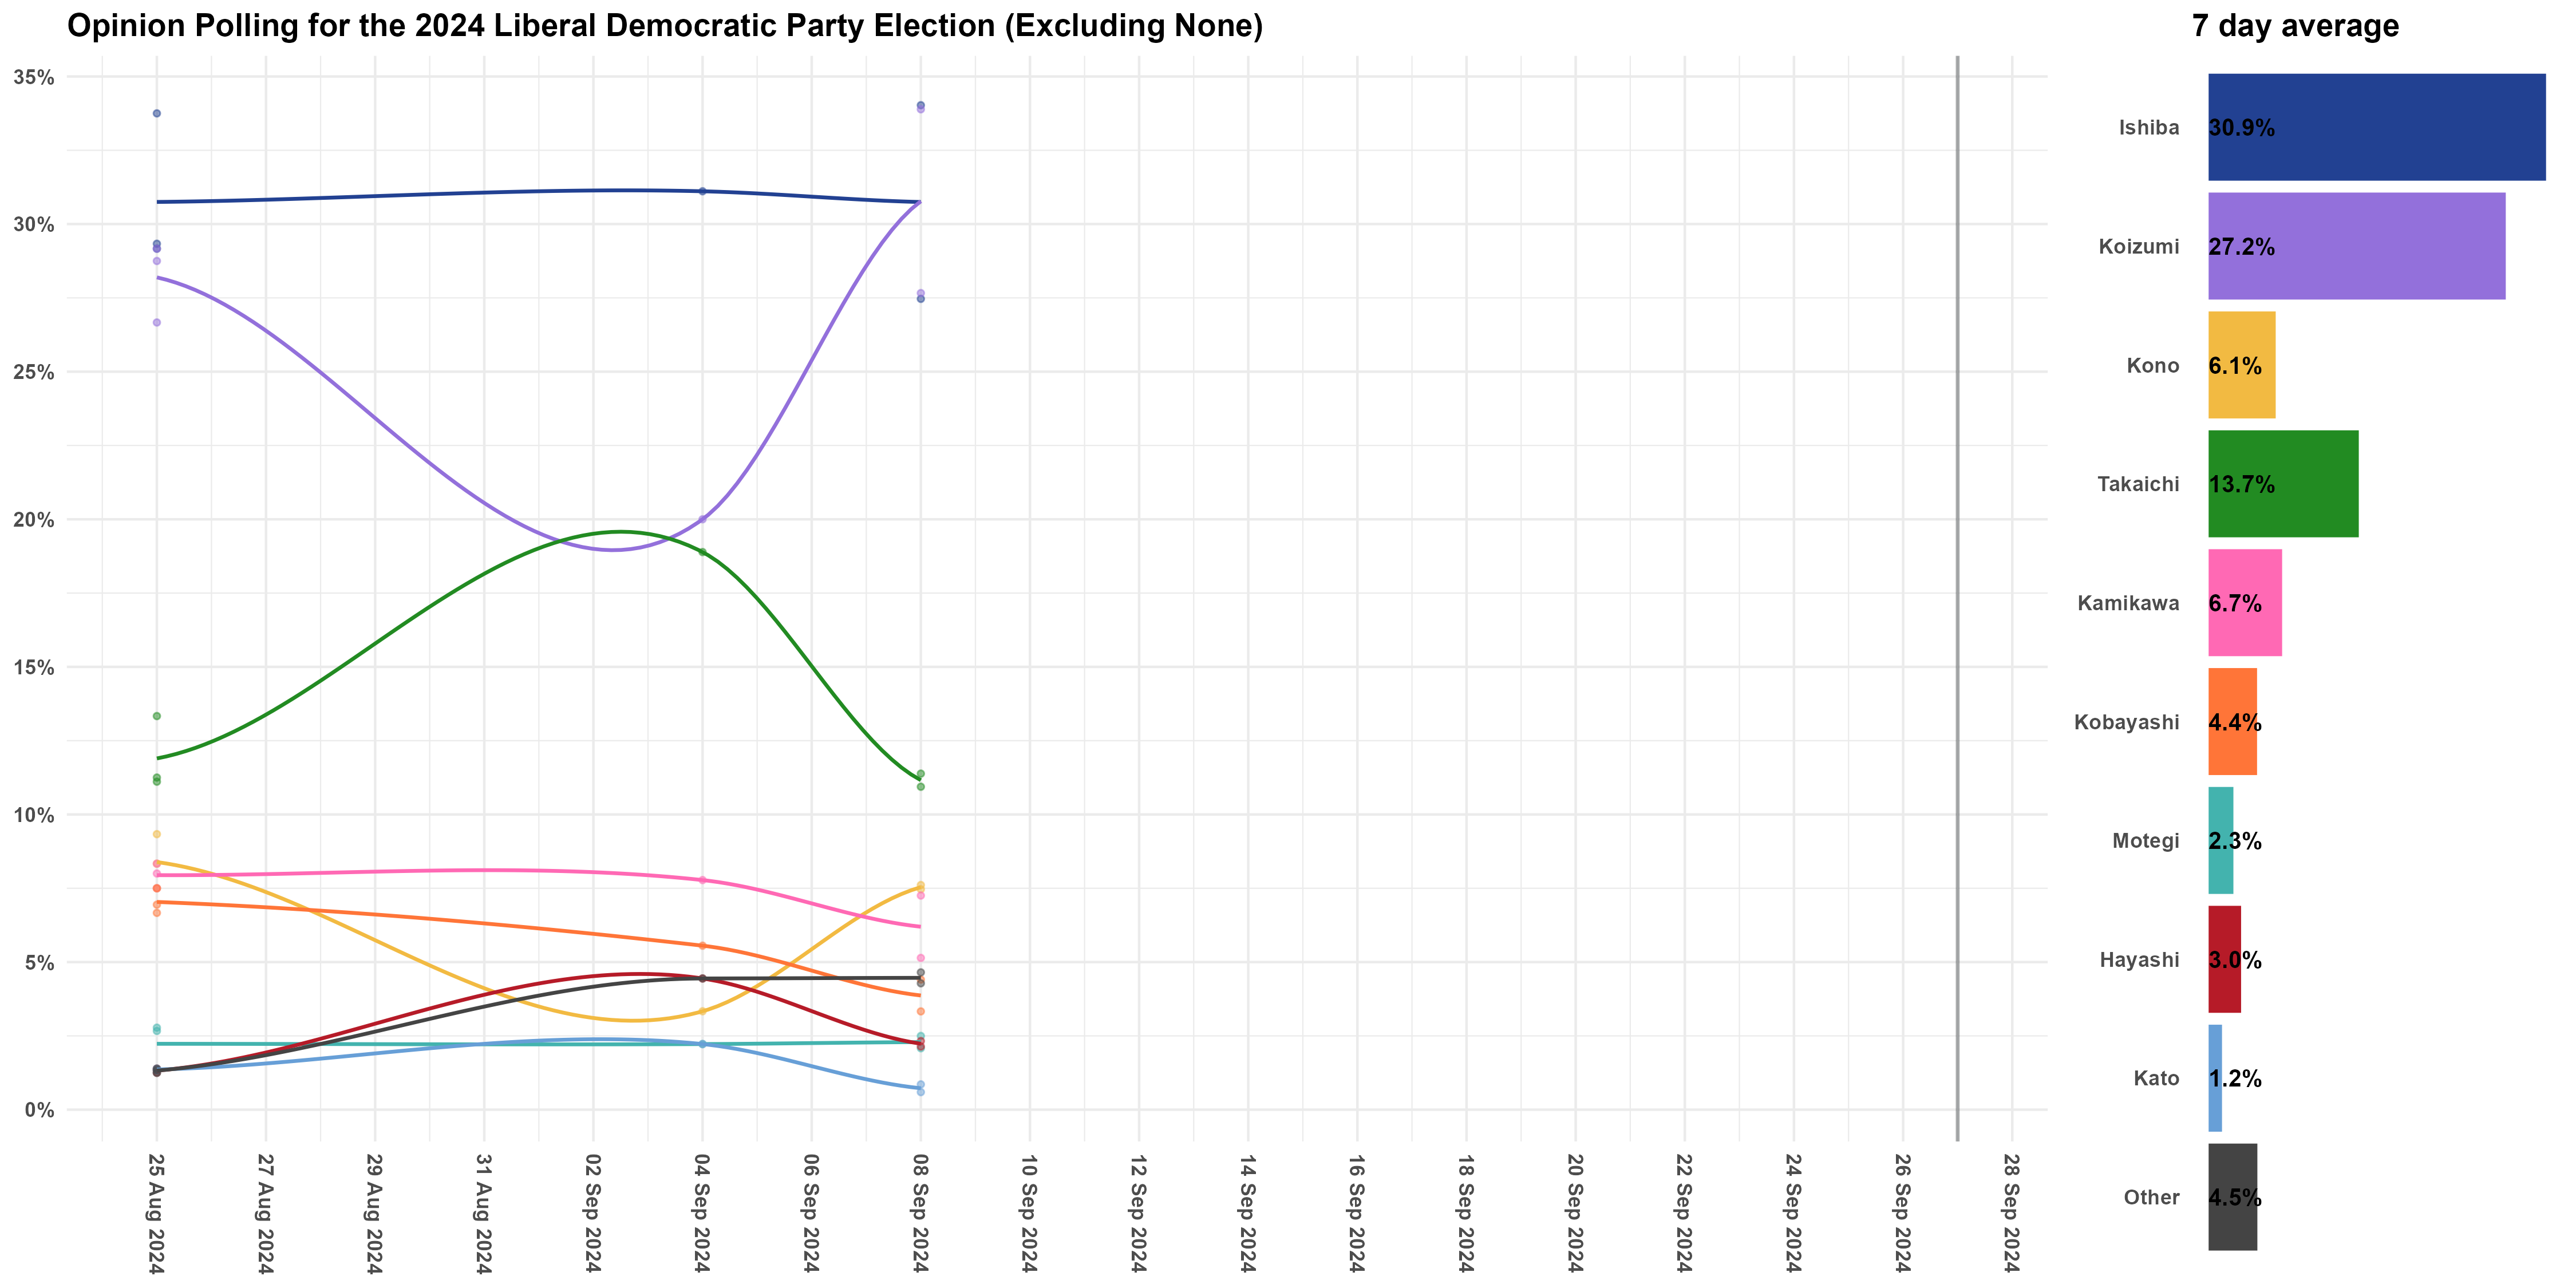 Opinion Polling for the 2024 Liberal Democratic Party Election (Excluding None)
35%
30%
25%
20%
15%
10%
5%
0%
25 Aug 2024
27 Aug 2024
29 Aug 2024
31 Aug 2024
02 Sep 2024
04 Sep 2024
06 Sep 2024
08 Sep 2024
10 Sep 2024
12 Sep 2024
14 Sep 2024
16 Sep 2024
18 Sep 2024
20 Sep 2024
22 Sep 2024
24 Sep 2024
26 Sep 2024
28 Sep 2024
7 day average
Ishiba 30.9%
Koizumi 27.2%
Kono 6.1%
Takaichi 13.7%
Kamikawa 6.7%
Kobayashi 4.4%
Motegi 2.3%
Hayashi 3.0%
Kato 1.2%
Other 4.5%